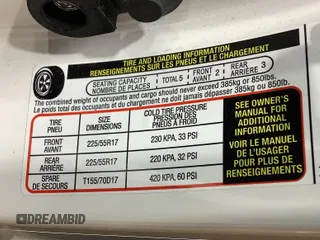 TIRE AND LOADING INFORMATION
RENSEIGNEMENTS SUR LES PNEUS ET LE CHARGEMENT
SEATING CAPACITY TOTAL 5 FRONT 2 REAR 3
NOMBRE DE PLACES AVANT ARRIÈRE
The combined weight of occupants and cargo should never exceed 385kg or 850lb.
Le poids total des occupants et du chargement ne doit jamais dépasser 385kg ou 850lb.
TIRE SIZE COLD TIRE PRESSURE
PNEU DIMENSIONS PRESSION DES PNEUS À FROID
FRONT
AVANT 225/55R17 230 KPA, 33 PSI
REAR
ARRIÈRE 225/55R17 220 KPA, 32 PSI
SPARE
DE SECOURS T155/70D17 420 KPA, 60 PSI
SEE OWNER'S
MANUAL FOR
ADDITIONAL
INFORMATION
VOIR LE MANUEL
DE L'USAGER
POUR PLUS DE
RENSEIGNEMENTS
DREAMBID